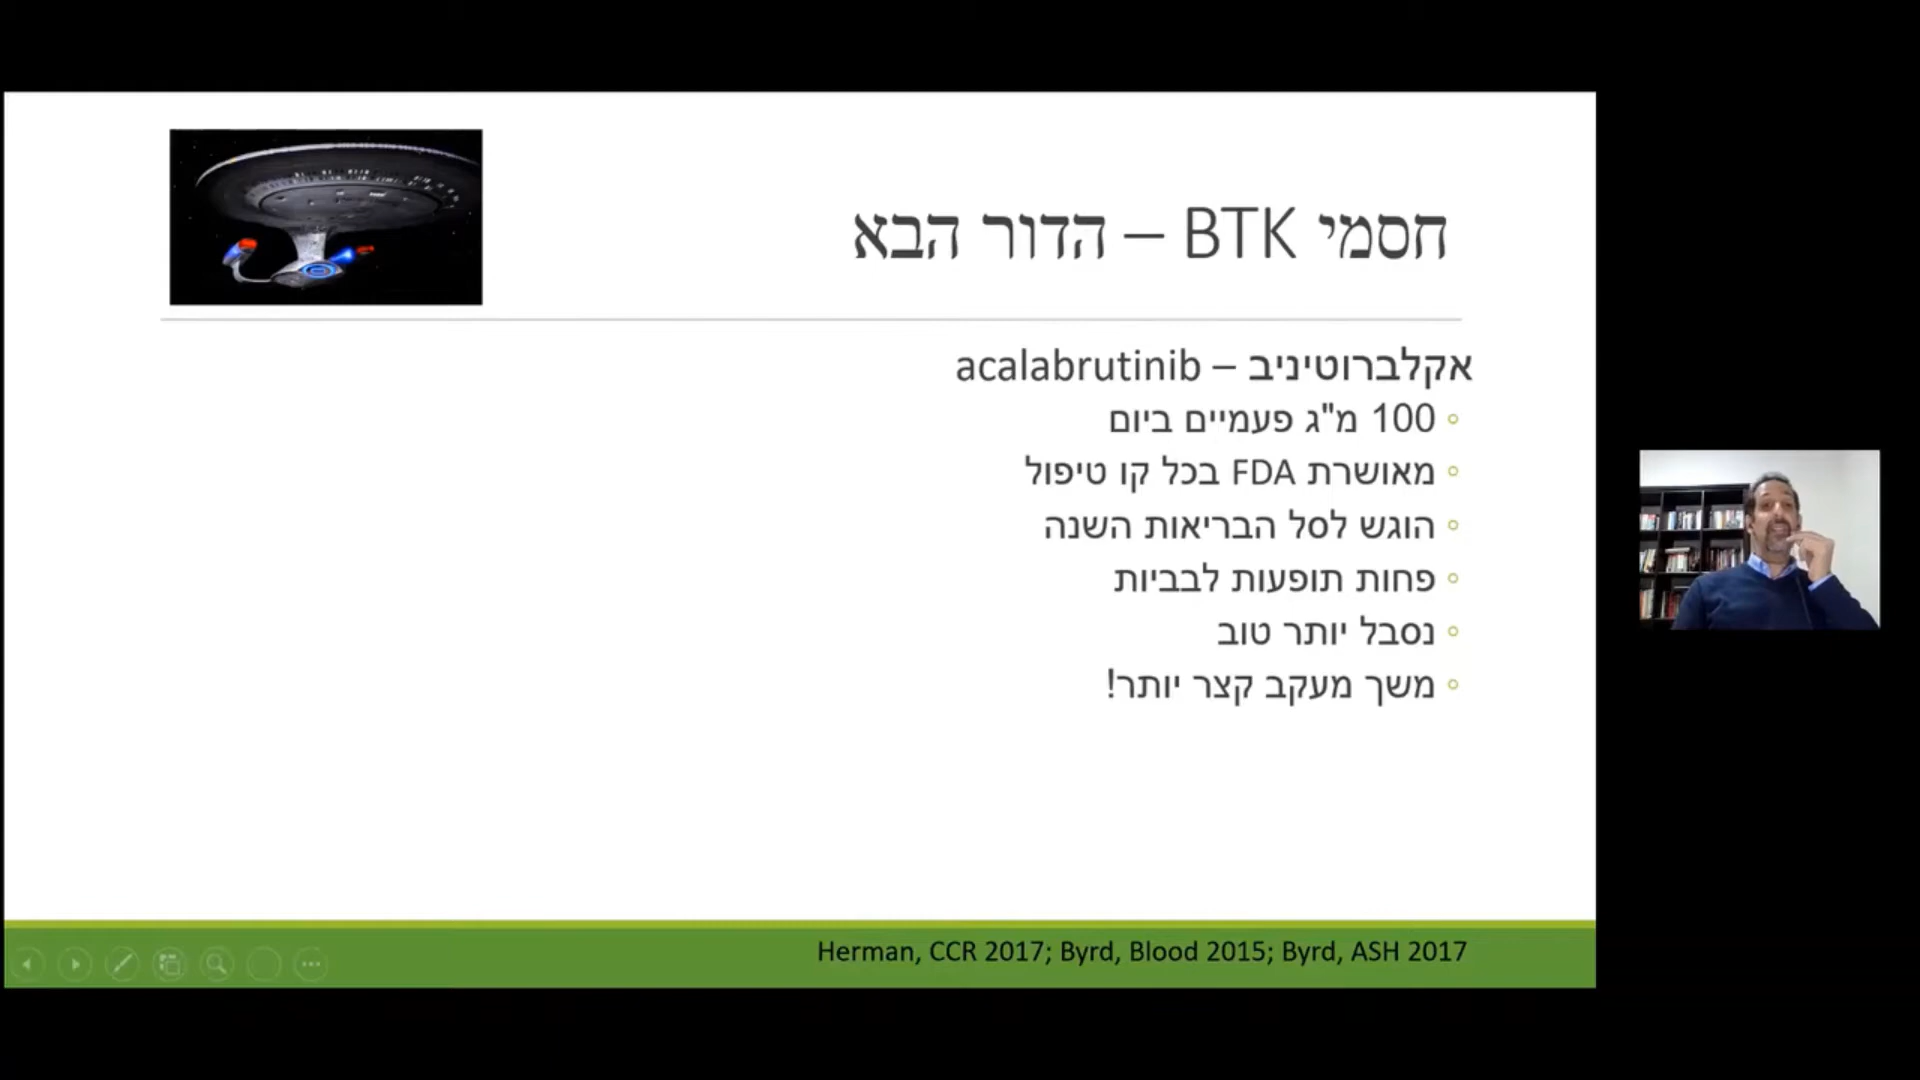 חסמי BTK – הדור הבא
אקלברוטיניב – acalabrutinib
100 מ"ג פעמיים ביום
מאושרת FDA בכל קו טיפול
הוגש לסל הבריאות השנה
פחות תופעות לבביות
נסבל יותר טוב
משך מעקב קצר יותר!
Herman, CCR 2017; Byrd, Blood 2015; Byrd, ASH 2017